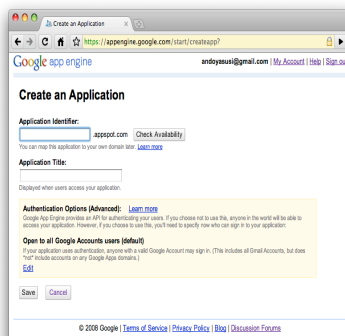 Create an Application
https://appengine.google.com/start/createapp?
Google app engine
andoyasusi@gmail.com | My Account | Help | Sign ou
Create an Application
Application Identifier:
.appspot.com Check Availability
You can map this application to your own domain later. Learn more
Application Title:
Displayed when users access your application.
Authentication Options (Advanced): Learn more
Google App Engine provides an API for authenticating your users. If you choose not to use this, anyone in the world will be able to
access your application. However, if you choose to use this, you'll need to specify now who can sign in to your application:
Open to all Google Accounts users (default)
If your application uses authentication, anyone with a valid Google Account may sign in. (This includes all Gmail Accounts, but does
*not* include accounts on any Google Apps domains.)
Edit
Save Cancel
© 2008 Google | Terms of Service | Privacy Policy | Blog | Discussion Forums